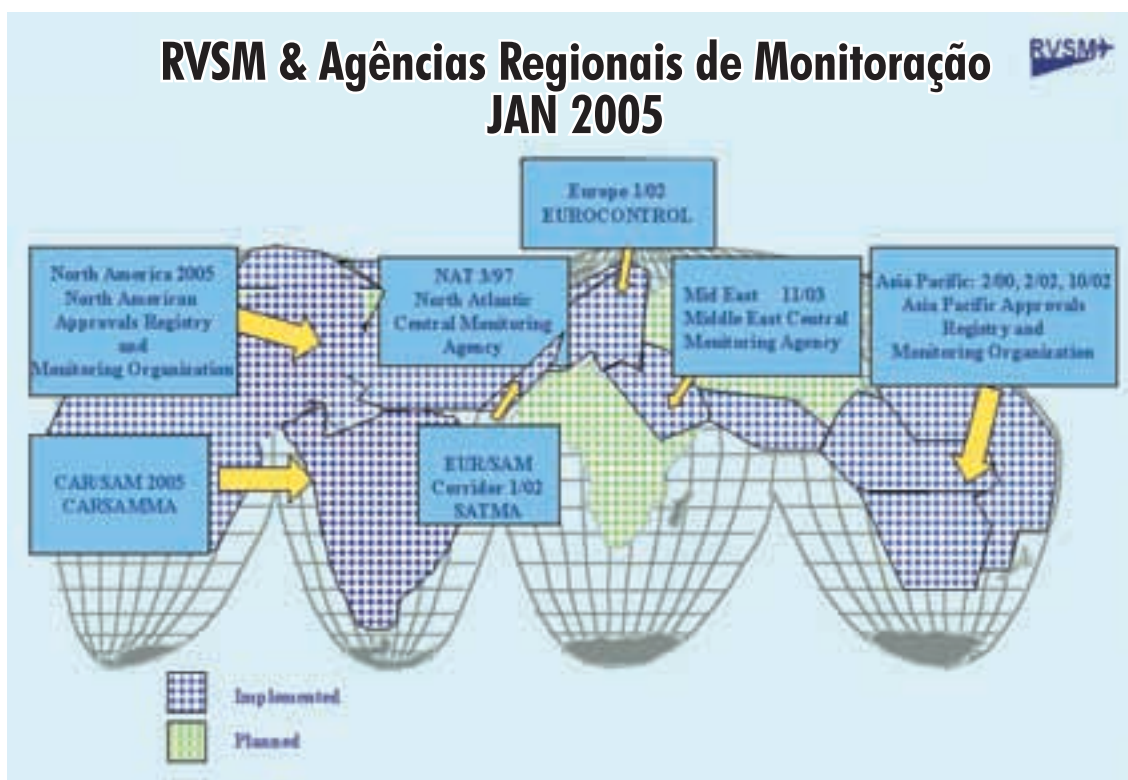 RVSM & Agências Regionais de Monitoração
JAN 2005
RVSM
Europe 1/02
EUROCONTROL
North America 2005
North American
Approvals Registry
and
Monitoring Organization
NAT 3/97
North Atlantic
Central Monitoring
Agency
Mid East 11/03
Middle East Central
Monitoring Agency
Asia Pacific: 2/00, 2/02, 10/02
Asia Pacific Approvals
Registry and
Monitoring Organization
CAR/SAM 2005
CARSAMMA
EUR/SAM
Corridor 1/02
SATMA
Implemented
Planned